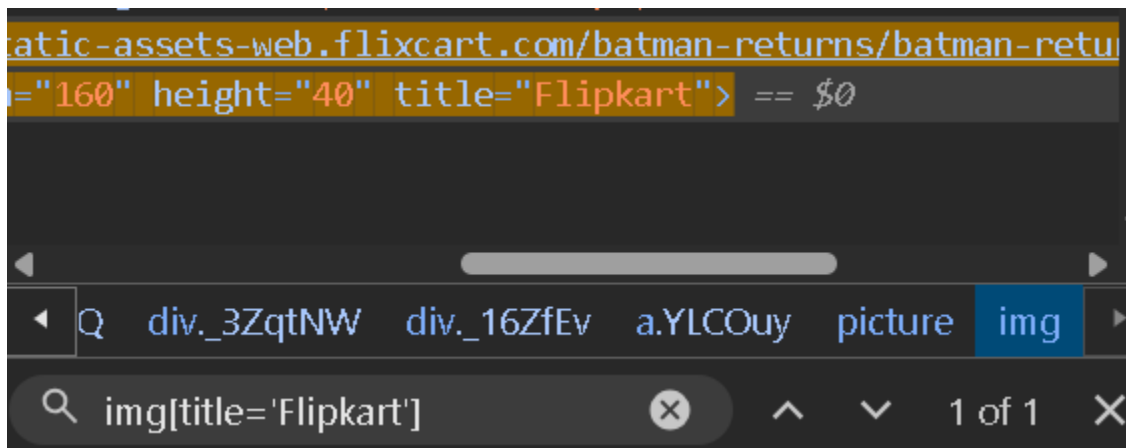 tatic-assets-web.flixcart.com/batman-returns/batman-retu
="160" height="40" title="Flipkart"> == $0
Q div._3ZqtNW div._16ZfEv a.YLCOuy picture img
img[title='Flipkart'] 1 of 1